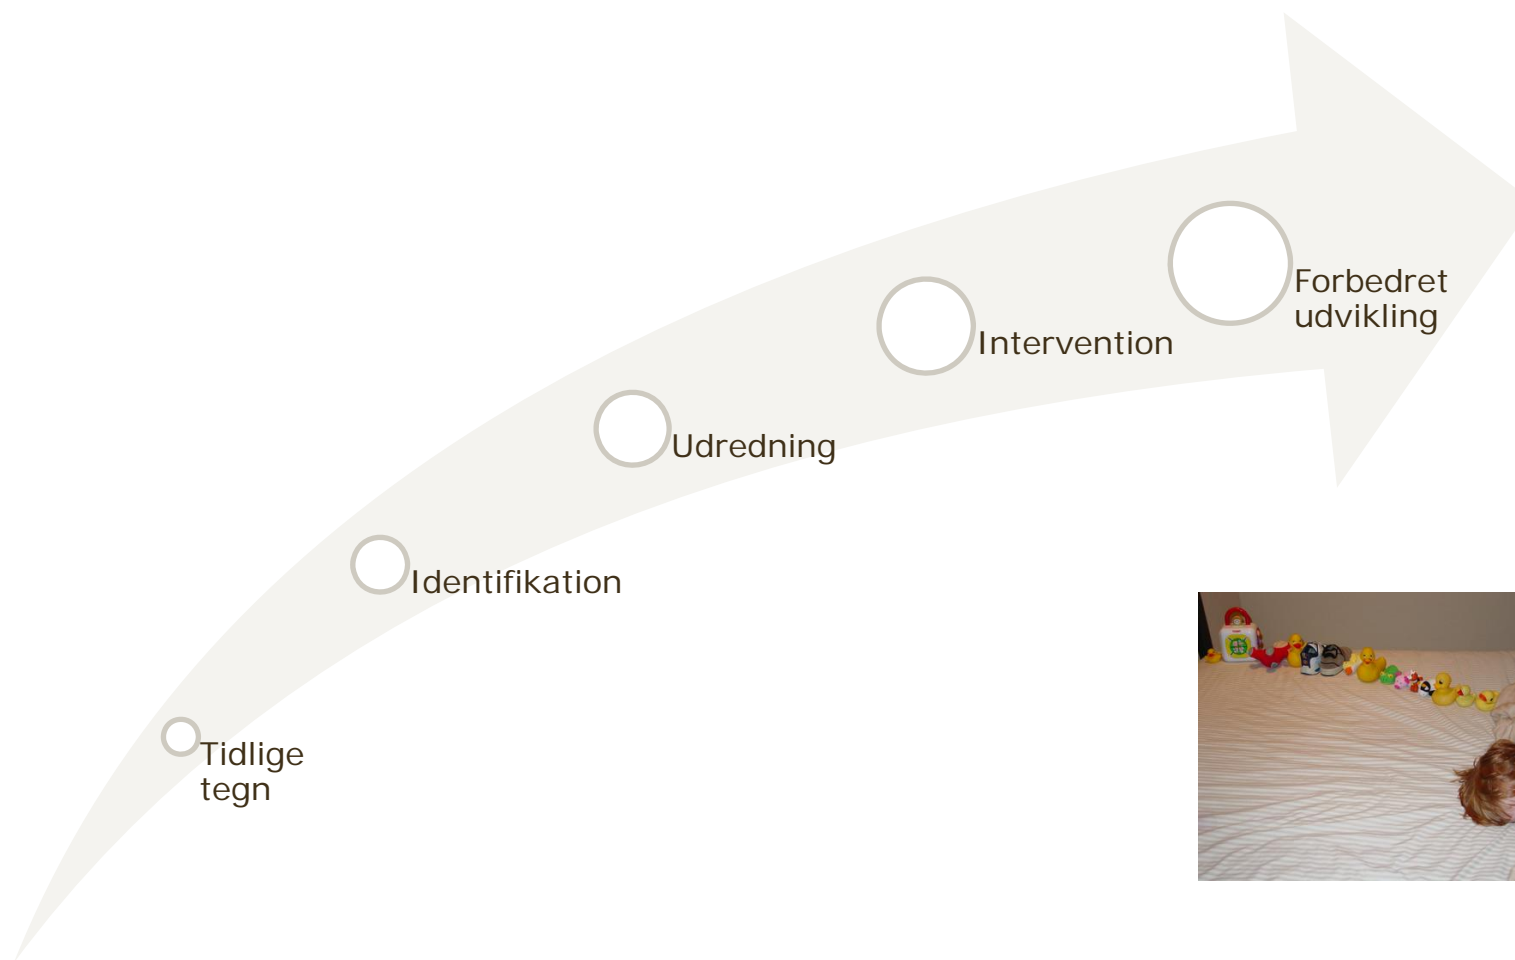 Tidlige
tegn
Identifikation
Udredning
Intervention
Forbedret
udvikling